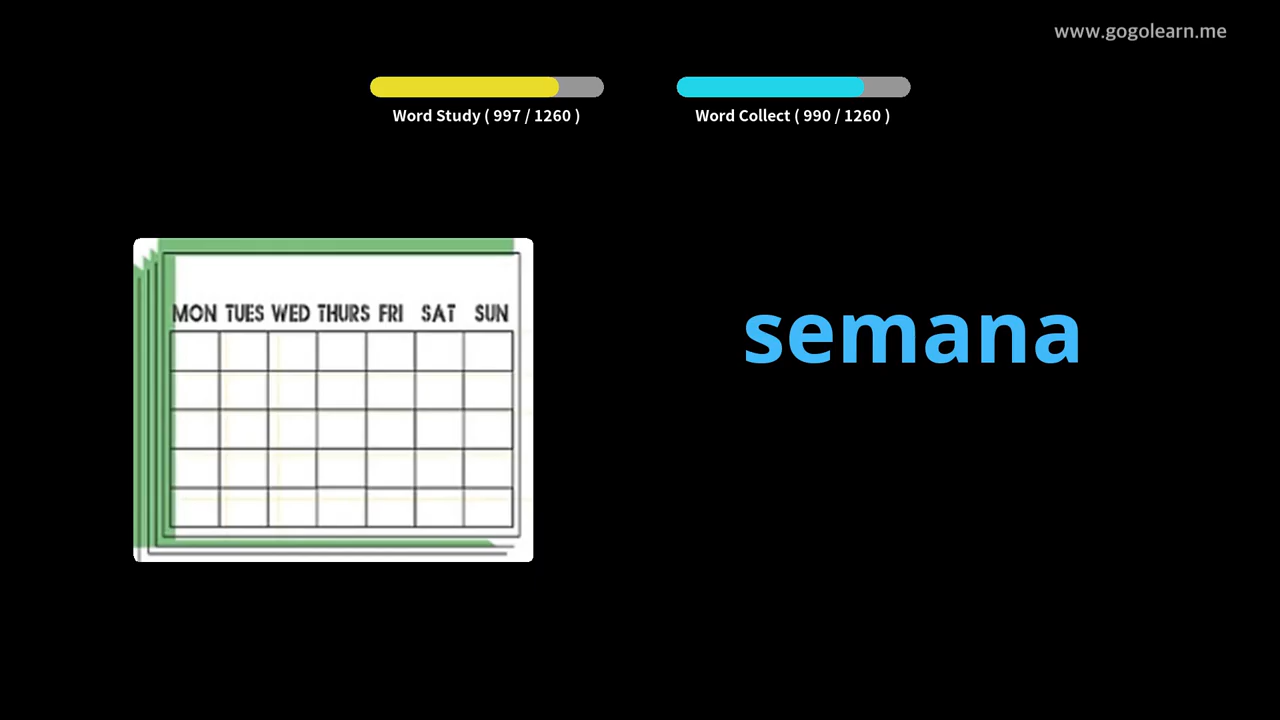 www.gogolearn.me
Word Study ( 997 / 1260 )
Word Collect ( 990 / 1260 )
MON TUES WED THURS FRI SAT SUN
semana